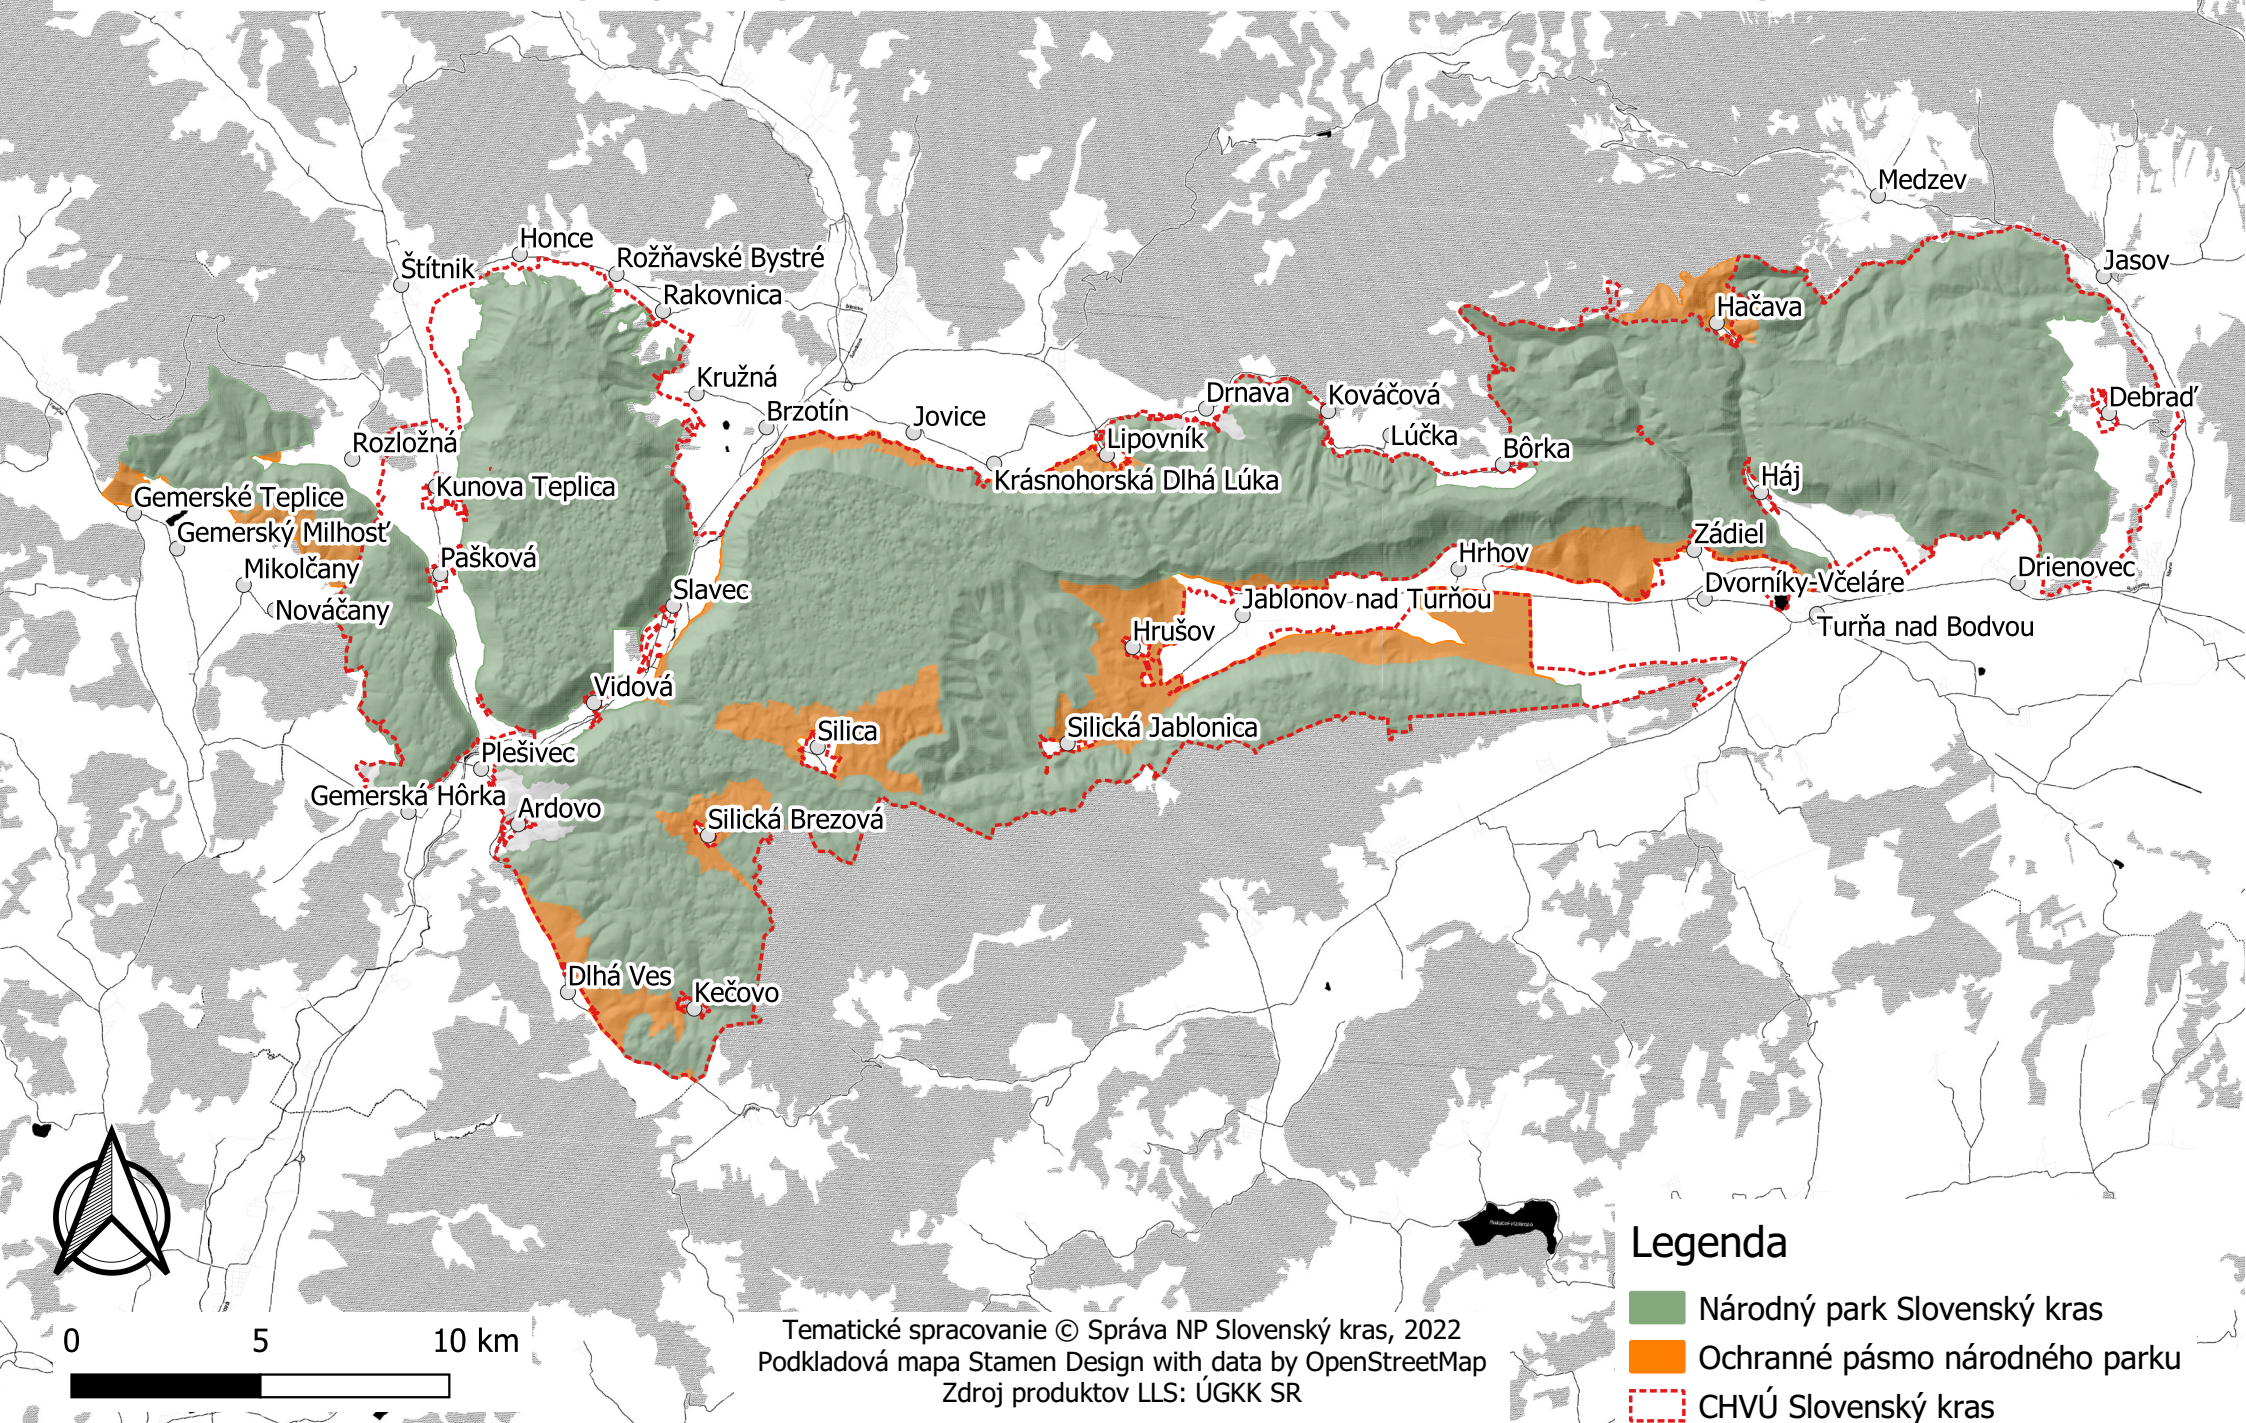 Medzev
Honce
Rožňavské Bystré
Štítnik
Jasov
Rakovnica
Hačava
Kružná
Drnava
Kováčová
Debraď
Brzotín
Jovice
Rozložná
Lipovník
Lúčka
Bôrka
Krásnohorská Dlhá Lúka
Háj
Kunova Teplica
Gemerské Teplice
Gemerský Milhosť
Zádiel
Pašková
Hrhov
Mikolčany
Drienovec
Slavec
Dvorníky-Včeláre
Nováčany
Jablonov nad Turňou
Hrušov
Turňa nad Bodvou
Vidová
Silica
Silická Jablonica
Plešivec
Gemerská Hôrka
Ardovo
Silická Brezová
Dlhá Ves
Kečovo
Legenda
Národný park Slovenský kras
Ochranné pásmo národného parku
CHVÚ Slovenský kras
0 5 10 km
Tematické spracovanie © Správa NP Slovenský kras, 2022
Podkladová mapa Stamen Design with data by OpenStreetMap
Zdroj produktov LLS: ÚGKK SR